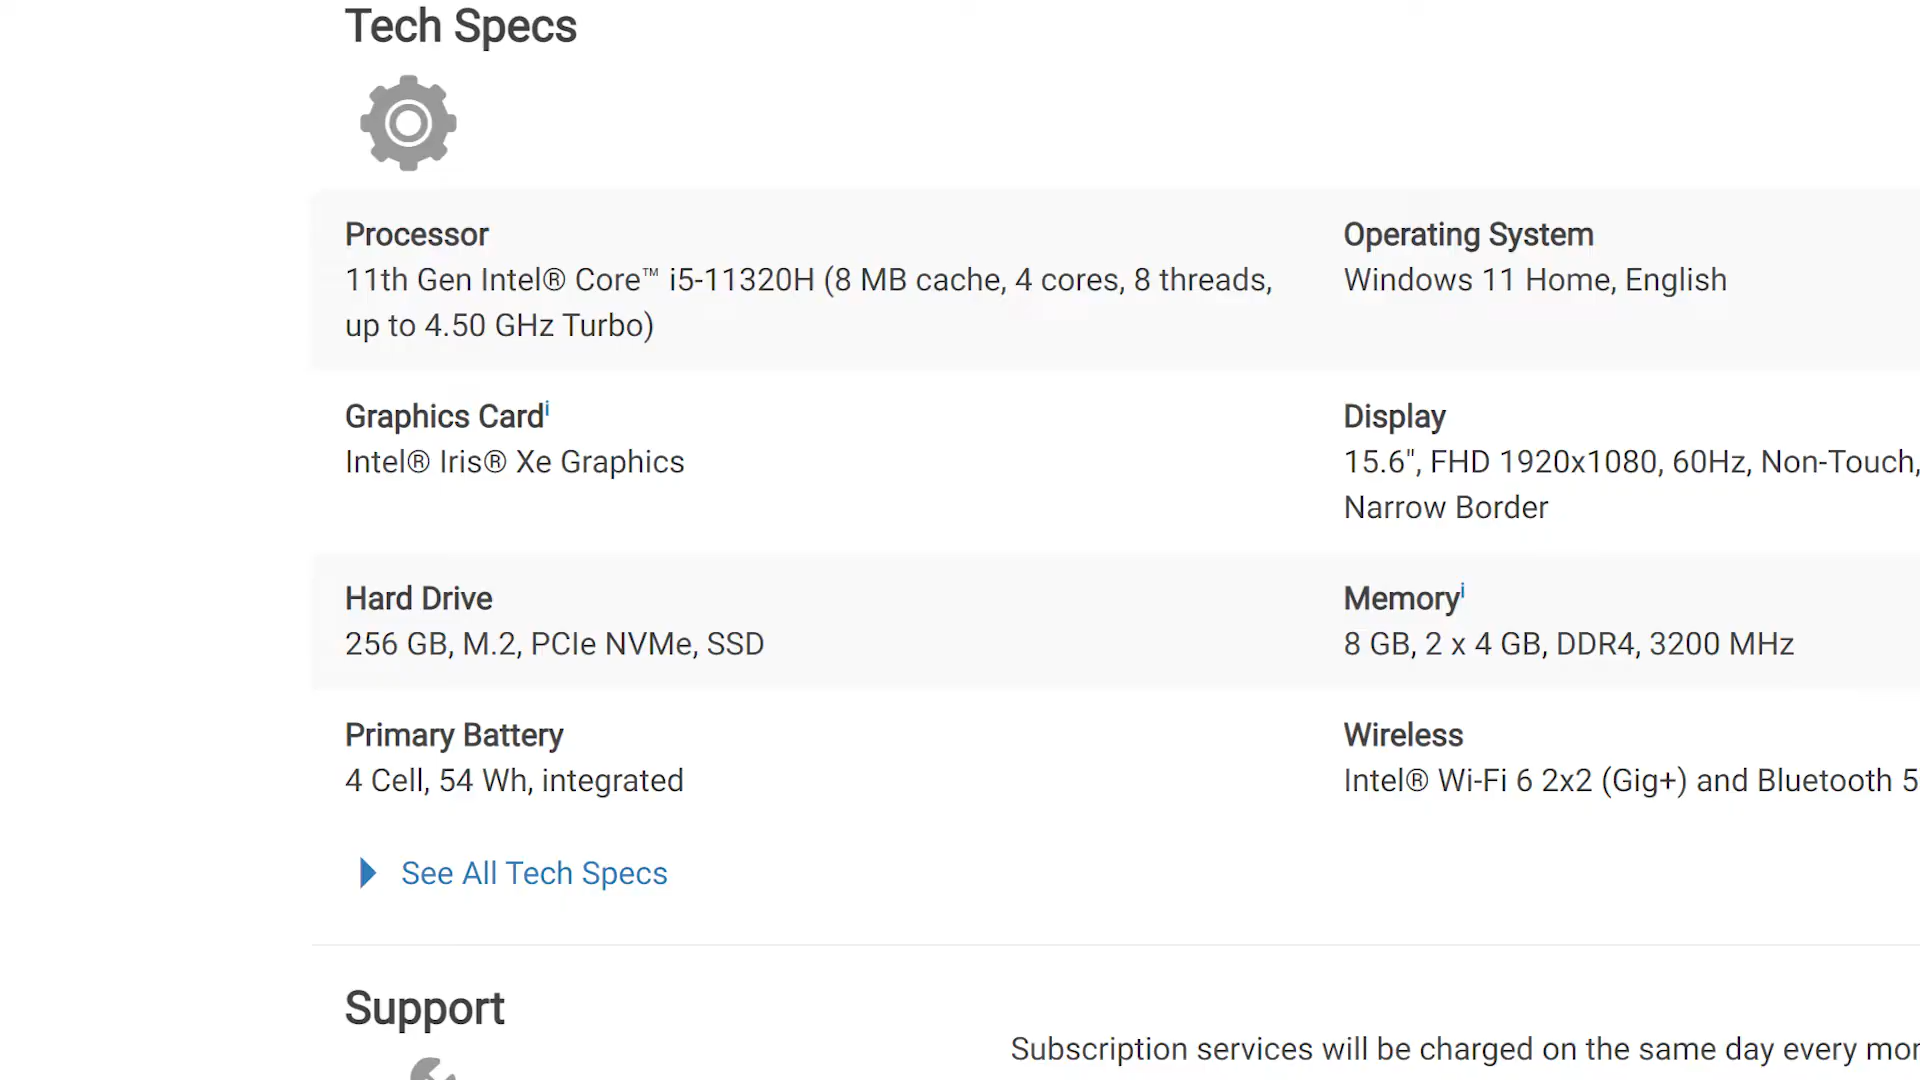 Tech Specs
Processor
11th Gen Intel® Core™ i5-11320H (8 MB cache, 4 cores, 8 threads,
up to 4.50 GHz Turbo)
Operating System
Windows 11 Home, English
Graphics Cardⁱ
Intel® Iris® Xe Graphics
Display
15.6", FHD 1920x1080, 60Hz, Non-Touch,
Narrow Border
Hard Drive
256 GB, M.2, PCIe NVMe, SSD
Memoryⁱ
8 GB, 2 x 4 GB, DDR4, 3200 MHz
Primary Battery
4 Cell, 54 Wh, integrated
Wireless
Intel® Wi-Fi 6 2x2 (Gig+) and Bluetooth 5
See All Tech Specs
Support
Subscription services will be charged on the same day every